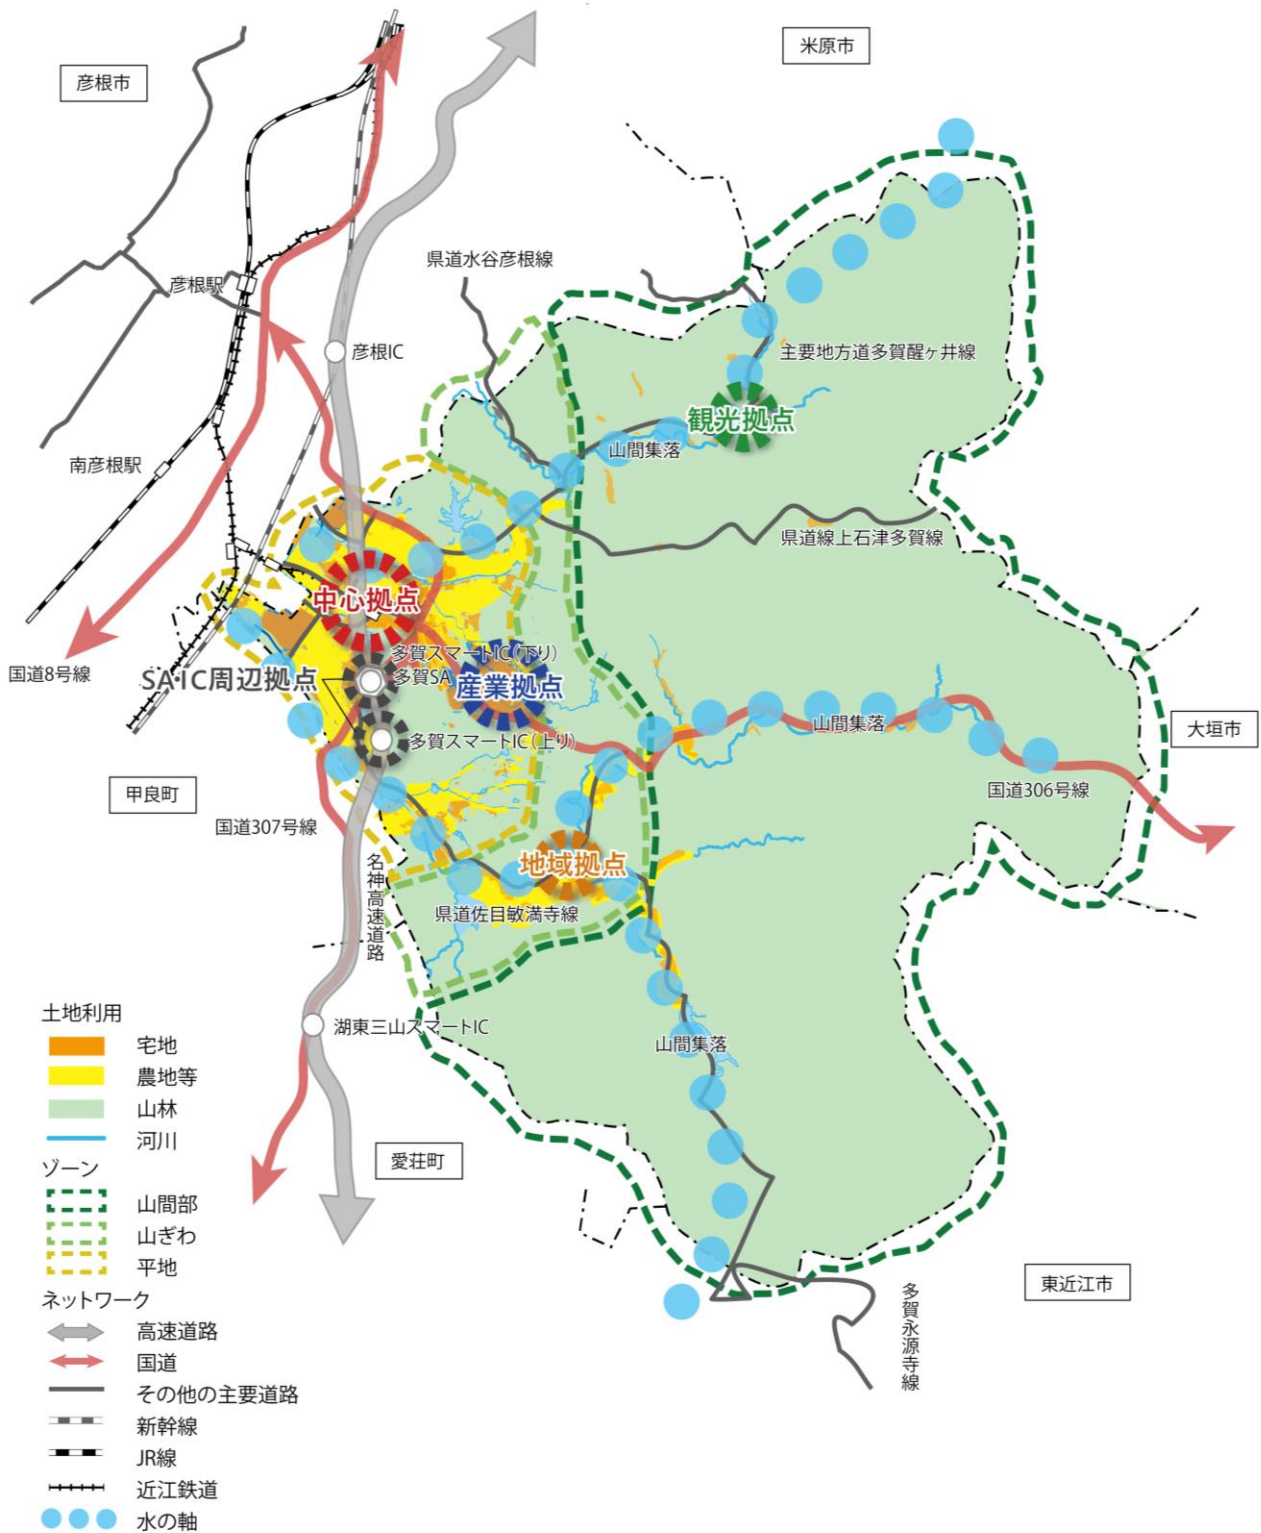 米原市
彦根市
県道水谷彦根線
彦根駅
彦根IC
主要地方道多賀醒ヶ井線
観光拠点
山間集落
南彦根駅
県道線上石津多賀線
中心拠点
多賀スマートIC(下り)
多賀SA
国道8号線
SA・IC周辺拠点
産業拠点
山間集落
大垣市
多賀スマートIC(上り)
甲良町
国道306号線
国道307号線
名神高速道路
地域拠点
県道佐目敏満寺線
湖東三山スマートIC
山間集落
愛荘町
東近江市
多賀永源寺線
土地利用
宅地
農地等
山林
河川
ゾーン
山間部
山ぎわ
平地
ネットワーク
高速道路
国道
その他の主要道路
新幹線
JR線
近江鉄道
水の軸